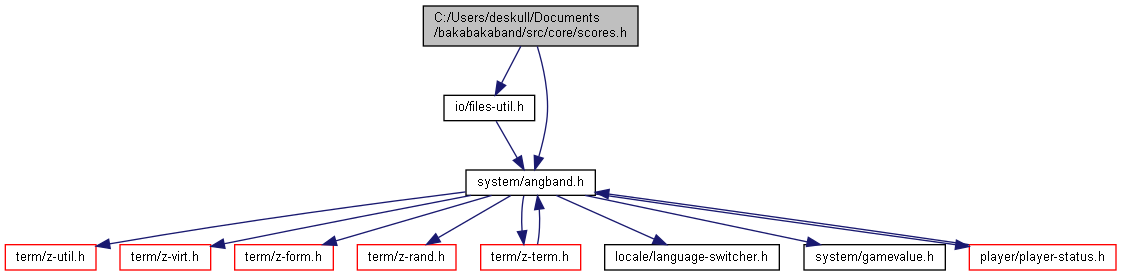 C:/Users/deskull/Documents
/bakabakaband/src/core/scores.h
io/files-util.h
system/angband.h
term/z-util.h
term/z-virt.h
term/z-form.h
term/z-rand.h
term/z-term.h
locale/language-switcher.h
system/gamevalue.h
player/player-status.h